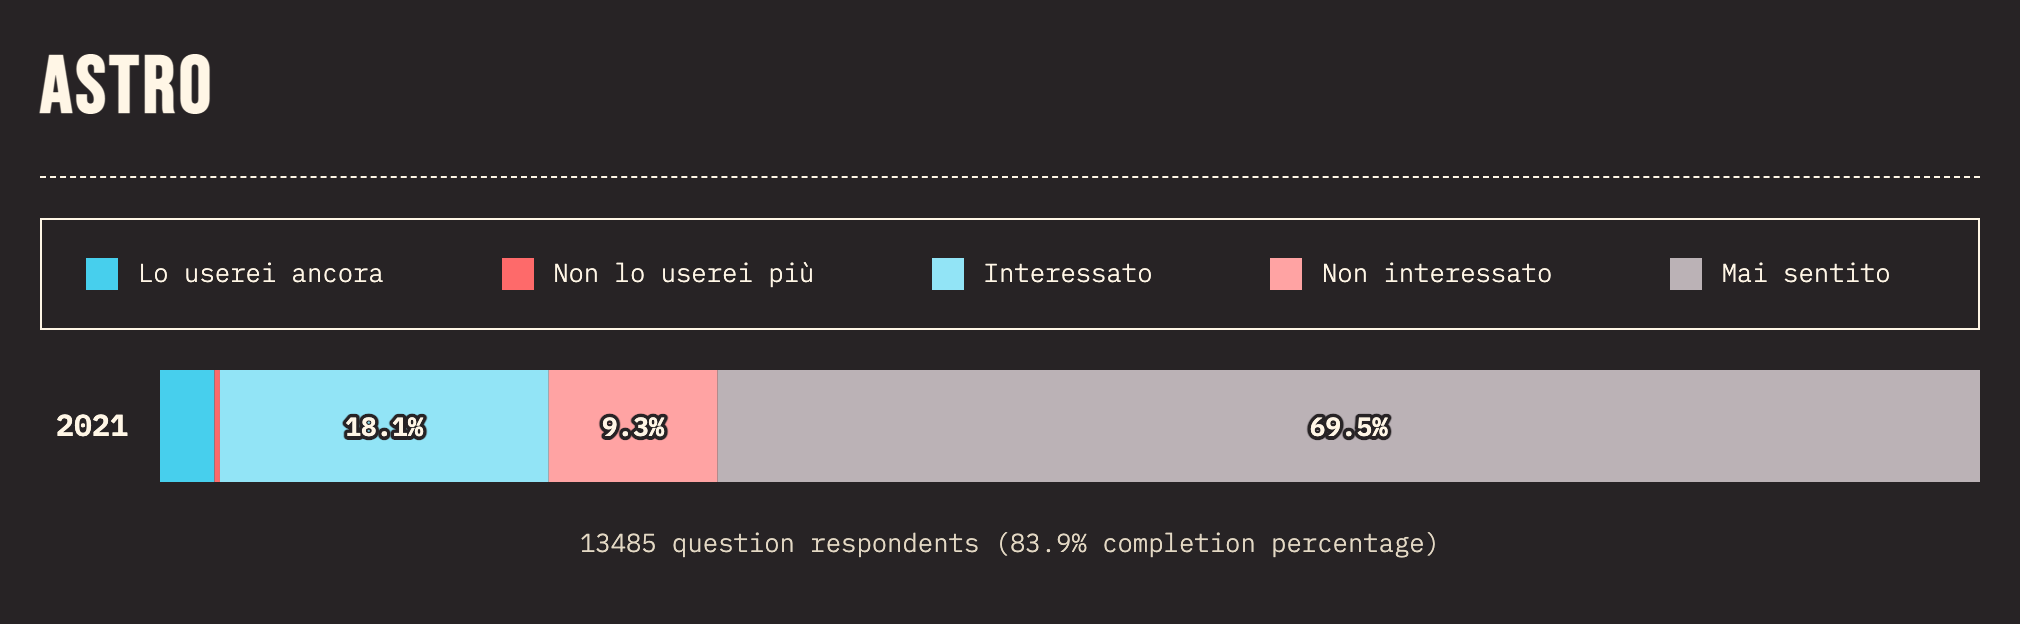 ASTRO
Lo userei ancora Non lo userei più Interessato Non interessato Mai sentito
2021 18.1% 9.3% 69.5%
13485 question respondents (83.9% completion percentage)